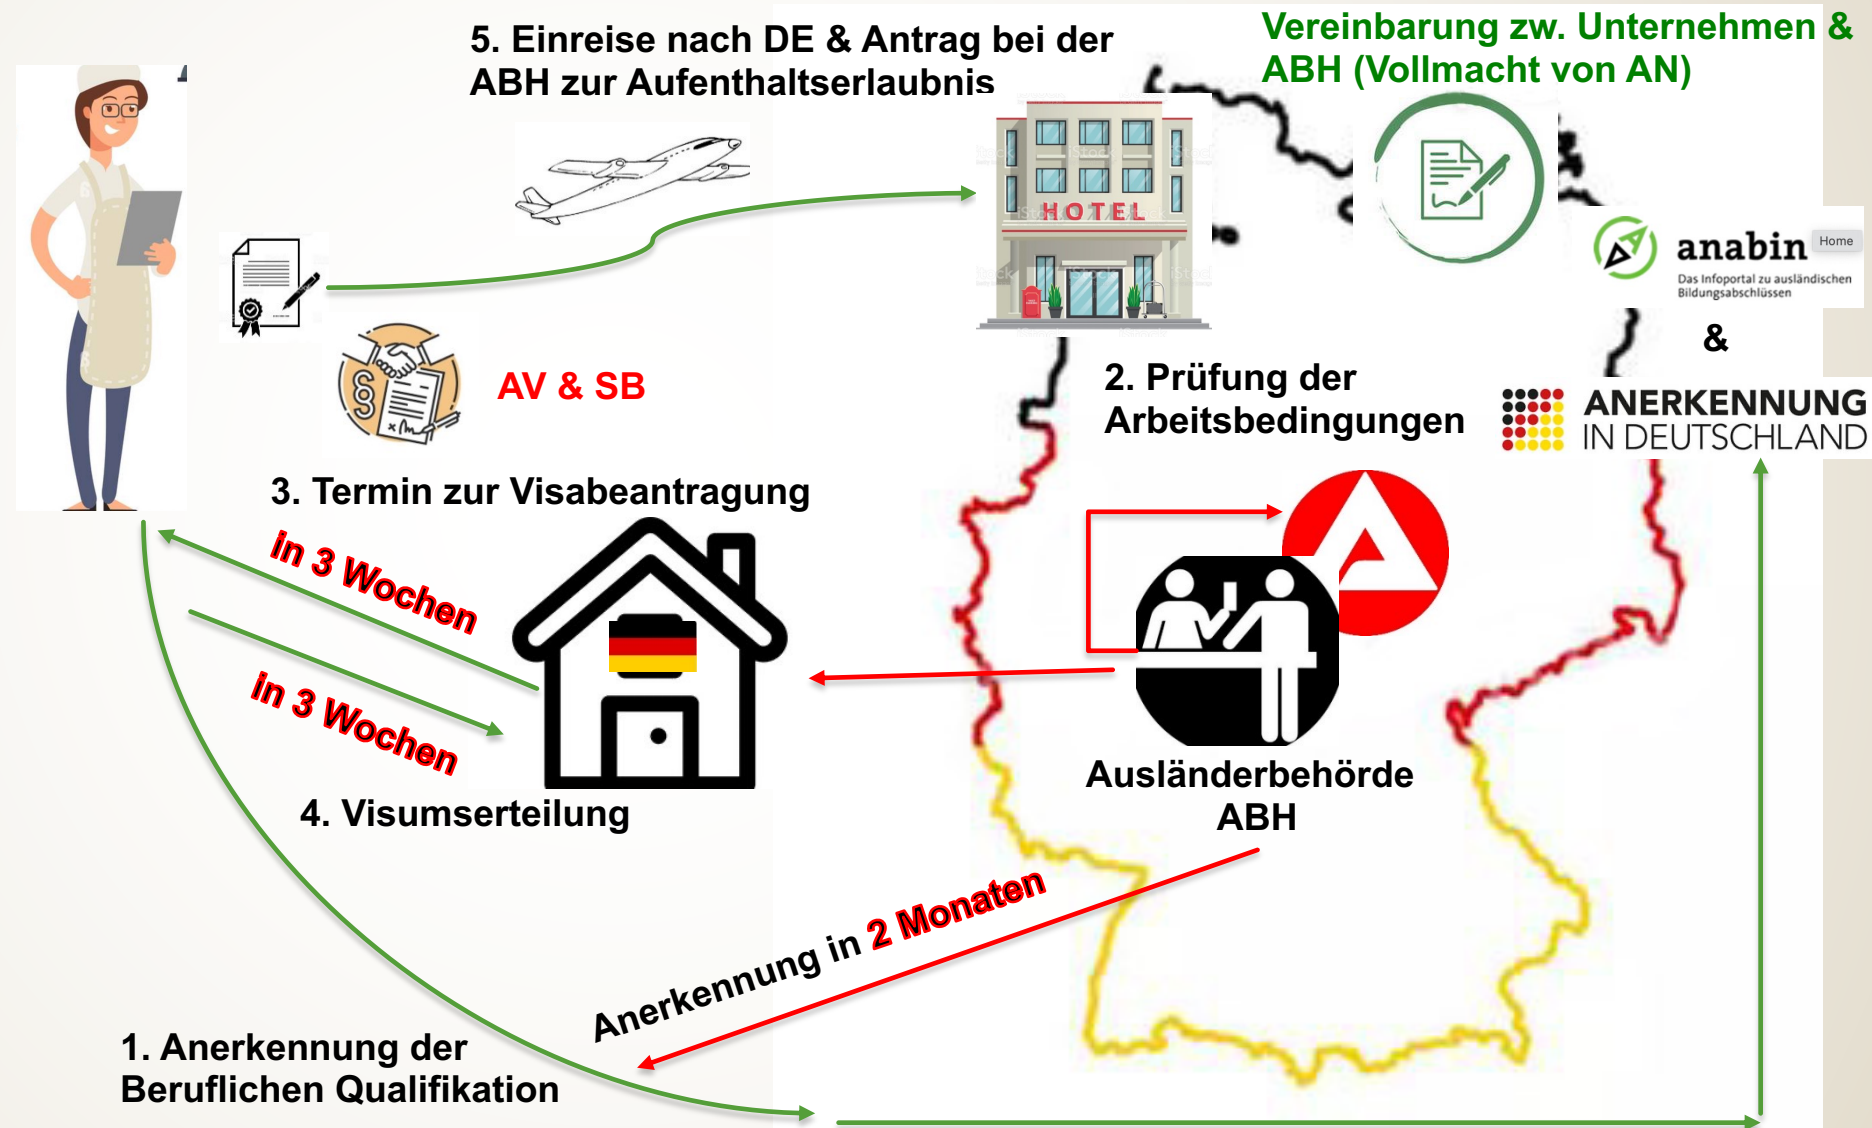 5. Einreise nach DE & Antrag bei der
ABH zur Aufenthaltserlaubnis
Vereinbarung zw. Unternehmen &
ABH (Vollmacht von AN)
HOTEL
anabin
Home
Das Infoportal zu ausländischen
Bildungsabschlüssen
&
AV & SB
2. Prüfung der
Arbeitsbedingungen
ANERKENNUNG
IN DEUTSCHLAND
3. Termin zur Visabeantragung
in 3 Wochen
in 3 Wochen
4. Visumserteilung
Ausländerbehörde
ABH
Anerkennung in 2 Monaten
1. Anerkennung der
Beruflichen Qualifikation